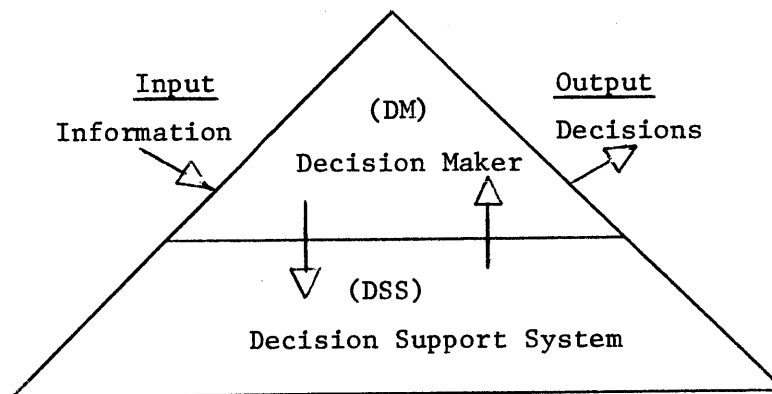 Input
Information
Output
Decisions
(DM)
Decision Maker
(DSS)
Decision Support System